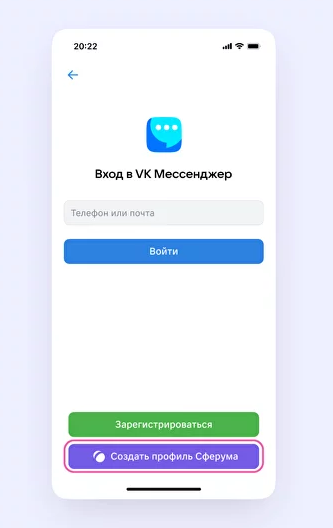 20:22
Вход в VK Мессенджер
Телефон или почта
Войти
Зарегистрироваться
Создать профиль Сферума